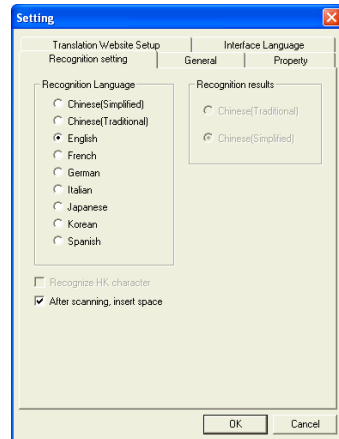 Setting
Translation Website Setup
Interface Language
Recognition setting
General
Property
Recognition Language
Chinese(Simplified)
Chinese(Traditional)
English
French
German
Italian
Japanese
Korean
Spanish
Recognition results
Chinese(Traditional)
Chinese(Simplified)
Recognize HK character
After scanning, insert space
OK
Cancel